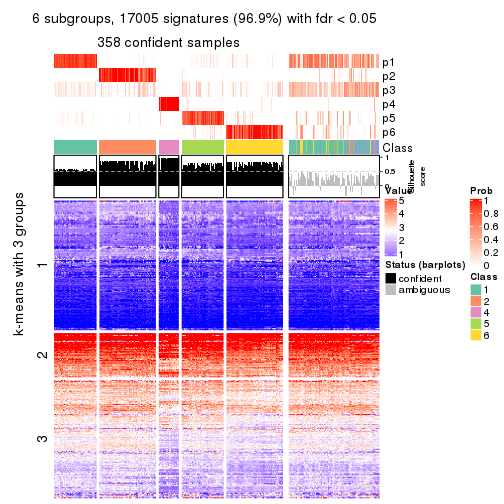 6 subgroups, 17005 signatures (96.9%) with fdr < 0.05
358 confident samples
p1
p2
p3
p4
p5
p6
Class
1
0.5
0
Silhouette
score
k-means with 3 groups
1
2
3
Value
5
4
3
2
1
Status (barplots)
confident
ambiguous
Prob
1
0.8
0.6
0.4
0.2
0
Class
1
2
4
5
6